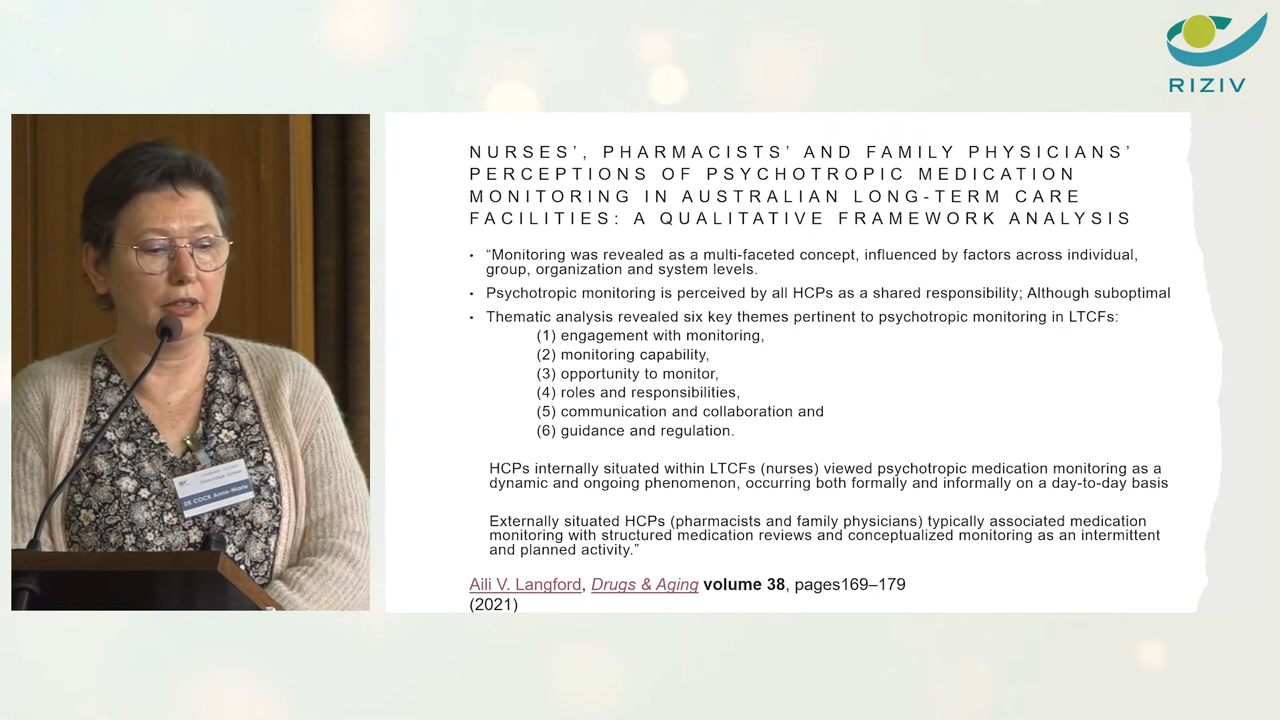 RIZIV
NURSES’, PHARMACISTS’ AND FAMILY PHYSICIANS’
PERCEPTIONS OF PSYCHOTROPIC MEDICATION
MONITORING IN AUSTRALIAN LONG-TERM CARE
FACILITIES: A QUALITATIVE FRAMEWORK ANALYSIS
• “Monitoring was revealed as a multi-faceted concept, influenced by factors across individual,
group, organization and system levels.
• Psychotropic monitoring is perceived by all HCPs as a shared responsibility; Although suboptimal
• Thematic analysis revealed six key themes pertinent to psychotropic monitoring in LTCFs:
(1) engagement with monitoring,
(2) monitoring capability,
(3) opportunity to monitor,
(4) roles and responsibilities,
(5) communication and collaboration and
(6) guidance and regulation.
HCPs internally situated within LTCFs (nurses) viewed psychotropic medication monitoring as a
dynamic and ongoing phenomenon, occurring both formally and informally on a day-to-day basis
Externally situated HCPs (pharmacists and family physicians) typically associated medication
monitoring with structured medication reviews and conceptualized monitoring as an intermittent
and planned activity.”
Aili V. Langford, Drugs & Aging volume 38, pages169–179
(2021)
DE COCK Anne-Marie